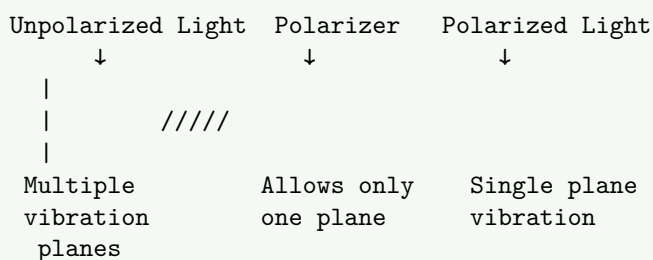 Unpolarized Light Polarizer Polarized Light
↓ ↓ ↓
|
| /////
|
Multiple Allows only Single plane
vibration one plane vibration
planes